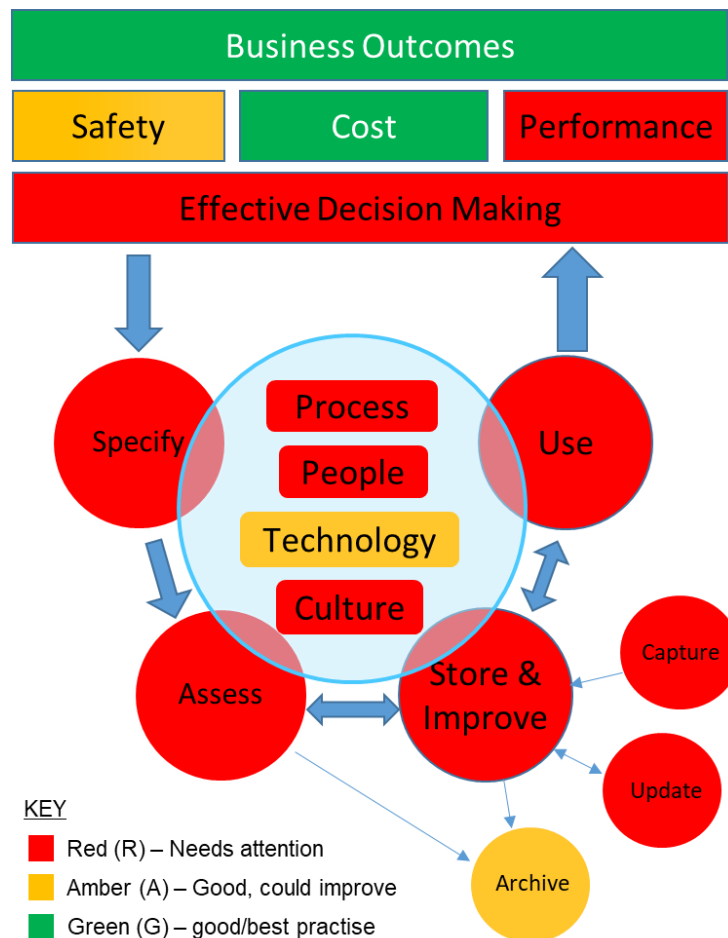 Business Outcomes
Safety
Cost
Performance
Effective Decision Making
Specify
Process
People
Technology
Culture
Use
Assess
Store &
Improve
Capture
Update
Archive
KEY
Red (R) – Needs attention
Amber (A) – Good, could improve
Green (G) – good/best practise